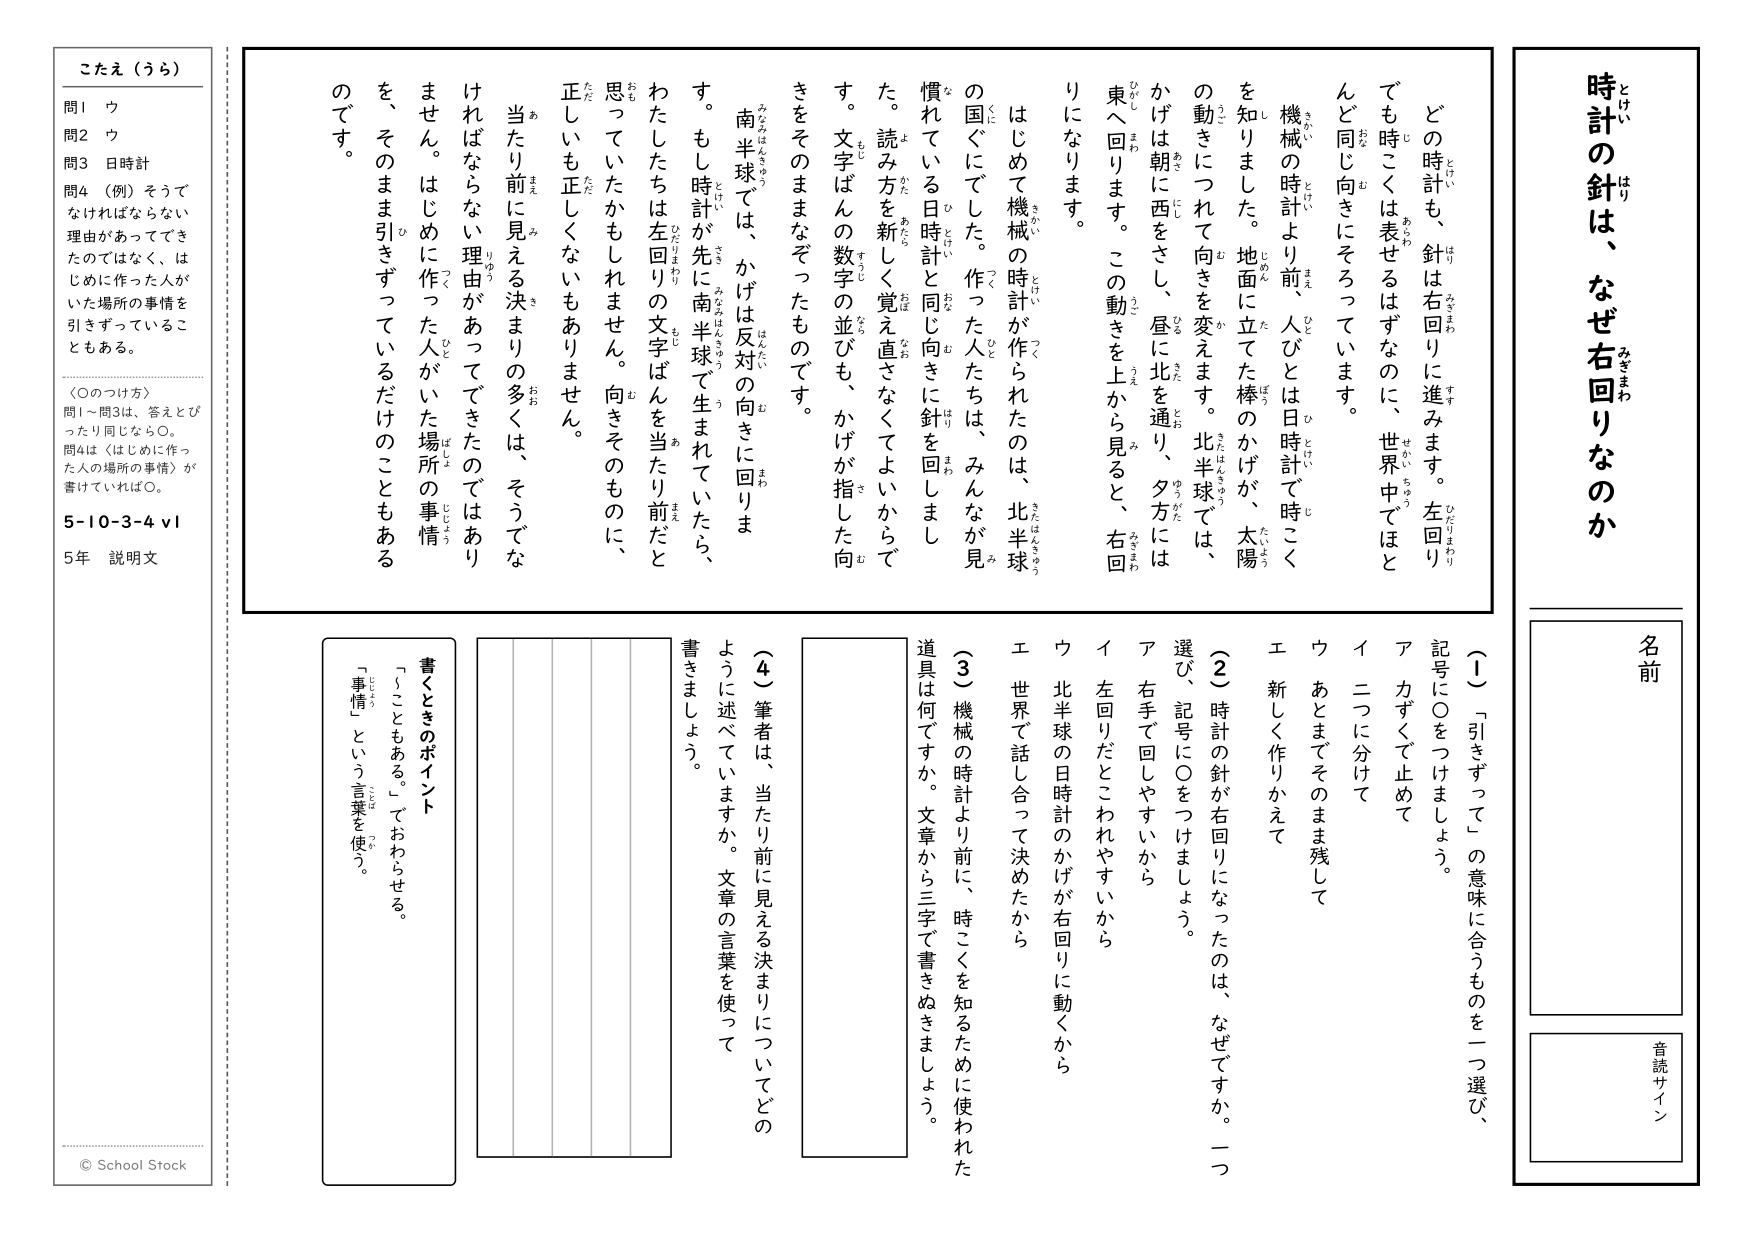 時計の針は、なぜ右回りなのか
名前
音読サイン
どの時計も、針は右回りに進みます。左回り
でも時こくは表せるはずなのに、世界中でほと
んど同じ向きにそろっています。
機械の時計より前、人びとは日時計で時こく
を知りました。地面に立てた棒のかげが、太陽
の動きにつれて向きを変えます。北半球では、
かげは朝に西をさし、昼に北を通り、夕方には
東へ回ります。この動きを上から見ると、右回
りになります。
はじめて機械の時計が作られたのは、北半球
の国ぐにでした。作った人たちは、みんなが見
慣れている日時計と同じ向きに針を回しまし
た。読み方を新しく覚え直さなくてよいからで
す。文字ばんの数字の並びも、かげが指した向
きをそのままなぞったものです。
南半球では、かげは反対の向きに回りま
す。もし時計が先に南半球で生まれていたら、
わたしたちは左回りの文字ばんを当たり前だと
思っていたかもしれません。向きそのものに、
正しいも正しくないもありません。
当たり前に見える決まりの多くは、そうでな
ければならない理由があってできたのではあり
ません。はじめに作った人がいた場所の事情
を、そのまま引きずっているだけのこともある
のです。
（1）「引きずって」の意味に合うものを一つ選び、
記号に〇をつけましょう。
ア 力ずくで止めて
イ 二つに分けて
ウ あとまでそのまま残して
エ 新しく作りかえて
（2）時計の針が右回りになったのは、なぜですか。一つ
選び、記号に〇をつけましょう。
ア 右手で回しやすいから
イ 左回りだとこわれやすいから
ウ 北半球の日時計のかげが右回りに動くから
エ 世界で話し合って決めたから
（3）機械の時計より前に、時こくを知るために使われた
道具は何ですか。文章から三字で書きぬきましょう。
（4）筆者は、当たり前に見える決まりについてどの
ように述べていますか。文章の言葉を使って
書きましょう。
書くときのポイント
「～こともある。」でおわらせる。
「事情」という言葉を使う。
こたえ（うら）
問1 ウ
問2 ウ
問3 日時計
問4 （例）そうで
なければならない
理由があってでき
たのではなく、は
じめに作った人が
いた場所の事情を
引きずっているこ
ともある。
〈〇のつけ方〉
問1～問3は、答えとぴ
ったり同じなら〇。
問4は〈はじめに作っ
た人の場所の事情〉が
書けていれば〇。
5-10-3-4 v1
5年 説明文
© School Stock